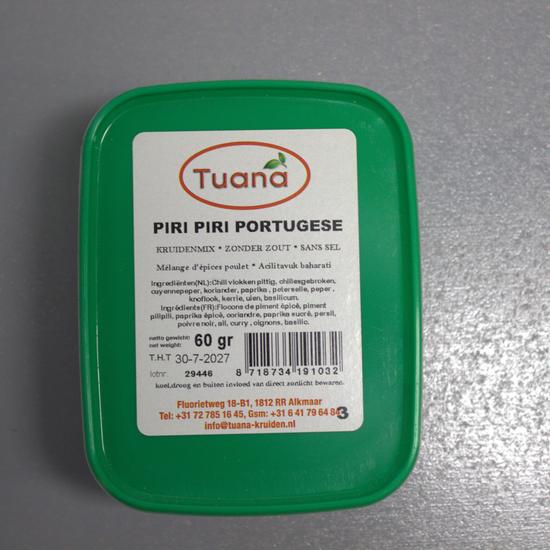 Tuana
PIRI PIRI PORTUGESE
KRUIDENMIX * ZONDER ZOUT * SANS SEL
Mélange d'épices poulet * Acilitavuk baharati
Ingrediënten(NL):Chili vlokken pittig, chiliesgebroken,
cuyennepeper, koriander, paprika , peterselie, peper ,
knoflook, kerrie, uien, basilicum.
Ingrédients(FR):Flocons de piment épicé, piment
pilipili, paprika épicé, coriandre, paprika sucré, persil,
poivre noir, ail, curry , oignons, basilic.
netto gewicht:
net weight: 60 gr
T.H.T 30-7-2027
lotnr. 29446
8 718734 191032
koel,droog en buiten invloed van direct zonlicht bewaren.
Fluorietweg 18-B1, 1812 RR Alkmaar
Tel: +31 72 785 16 45, Gsm: +31 6 41 79 64 83
info@tuana-kruiden.nl